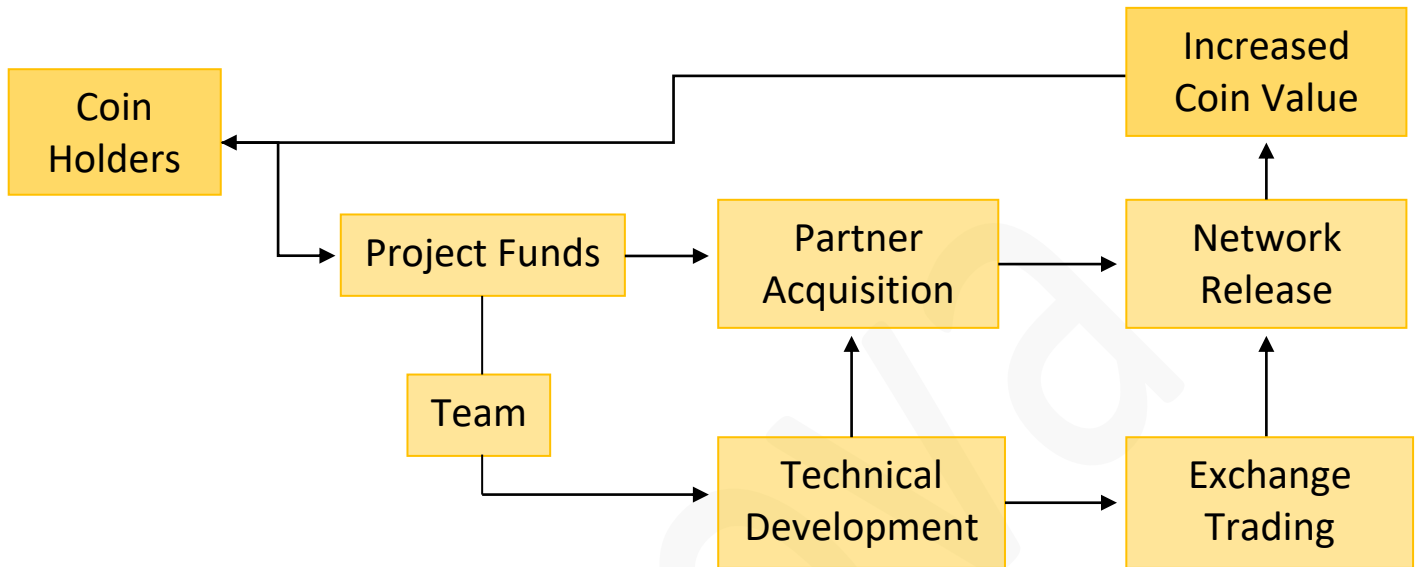 Increased
Coin Value
Coin
Holders
Project Funds
Partner
Acquisition
Network
Release
Team
Technical
Development
Exchange
Trading